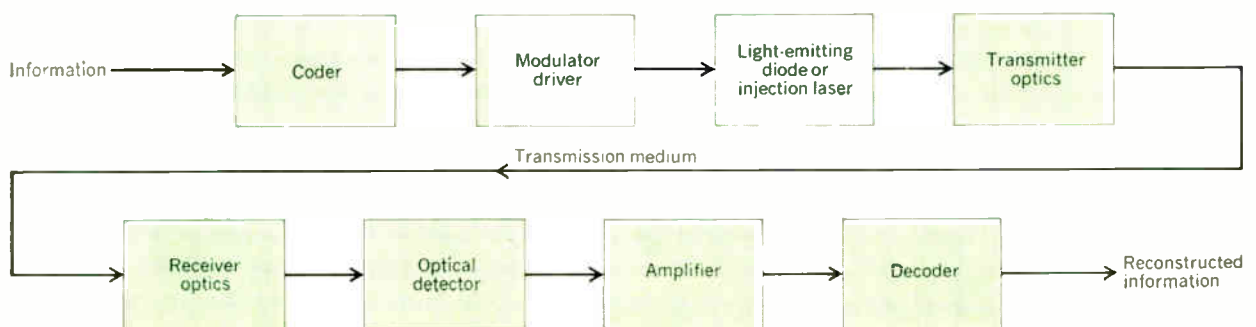 Information
Coder
Modulator
driver
Light-emitting
diode or
injection laser
Transmitter
optics
Transmission medium
Receiver
optics
Optical
detector
Amplifier
Decoder
Reconstructed
information